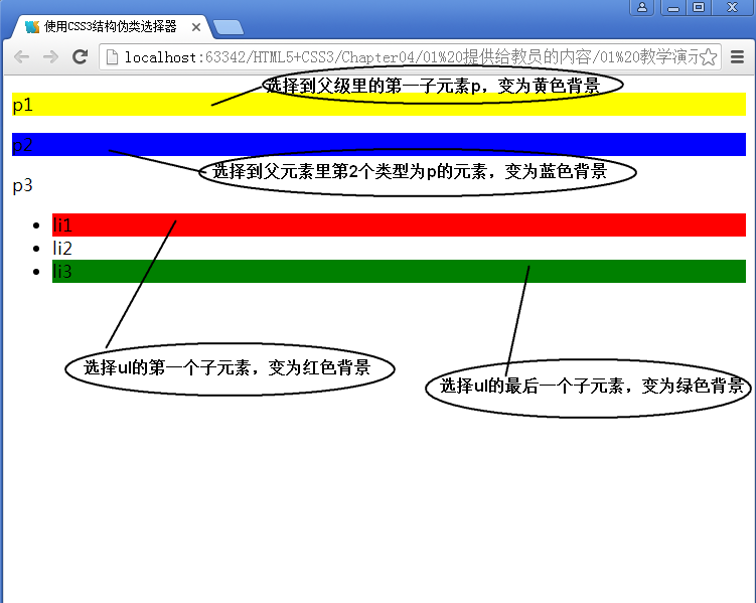 使用CSS3结构伪类选择器
localhost:63342/HTML5+CSS3/Chapter04/01%20提供给教员的内容/01%20教学演示
选择到父级里的第一子元素p，变为黄色背景
p1
p2
选择到父元素里第2个类型为p的元素，变为蓝色背景
p3
li1
li2
li3
选择ul的第一个子元素，变为红色背景
选择ul的最后一个子元素，变为绿色背景